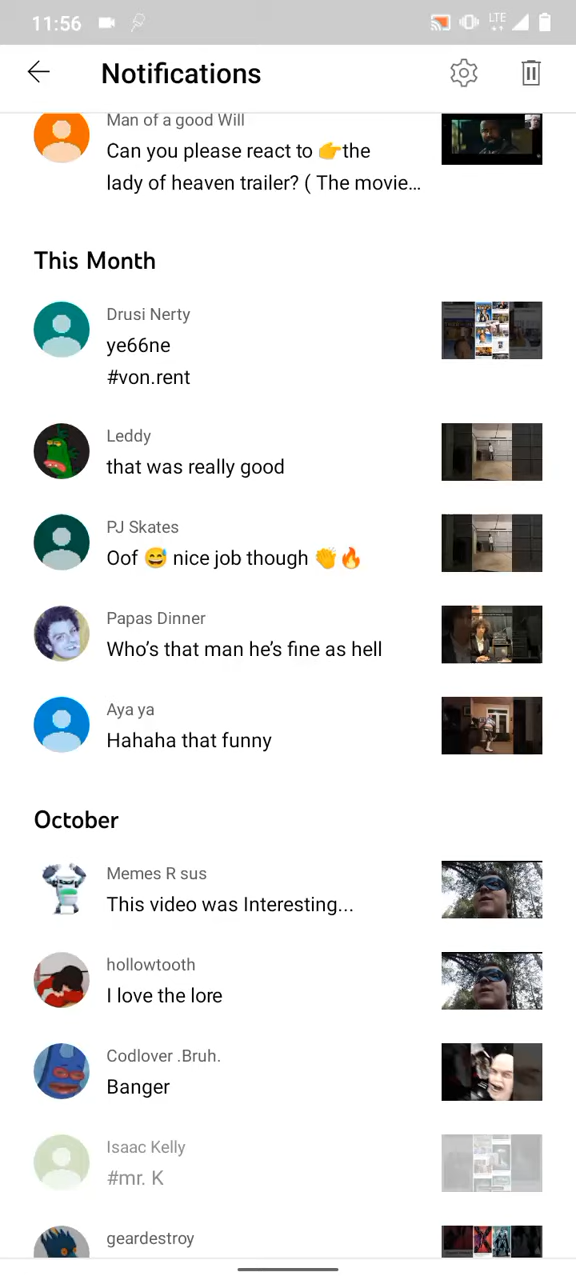 11:56
LTE
Notifications
Man of a good Will
Can you please react to 👉the
lady of heaven trailer? ( The movie...
This Month
Drusi Nerty
ye66ne
#von.rent
Leddy
that was really good
PJ Skates
Oof 😅 nice job though 👏🔥
Papas Dinner
Who's that man he's fine as hell
Aya ya
Hahaha that funny
October
Memes R sus
This video was Interesting...
hollowtooth
I love the lore
Codlover .Bruh.
Banger
Isaac Kelly
#mr. K
geardestroy